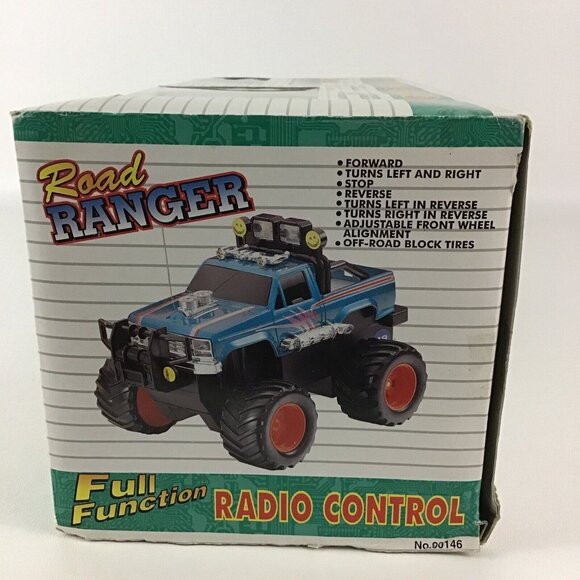 Road
RANGER
• FORWARD
• TURNS LEFT AND RIGHT
• STOP
• REVERSE
• TURNS LEFT IN REVERSE
• TURNS RIGHT IN REVERSE
• ADJUSTABLE FRONT WHEEL
ALIGNMENT
• OFF-ROAD BLOCK TIRES
Full
Function
RADIO CONTROL
No.00146